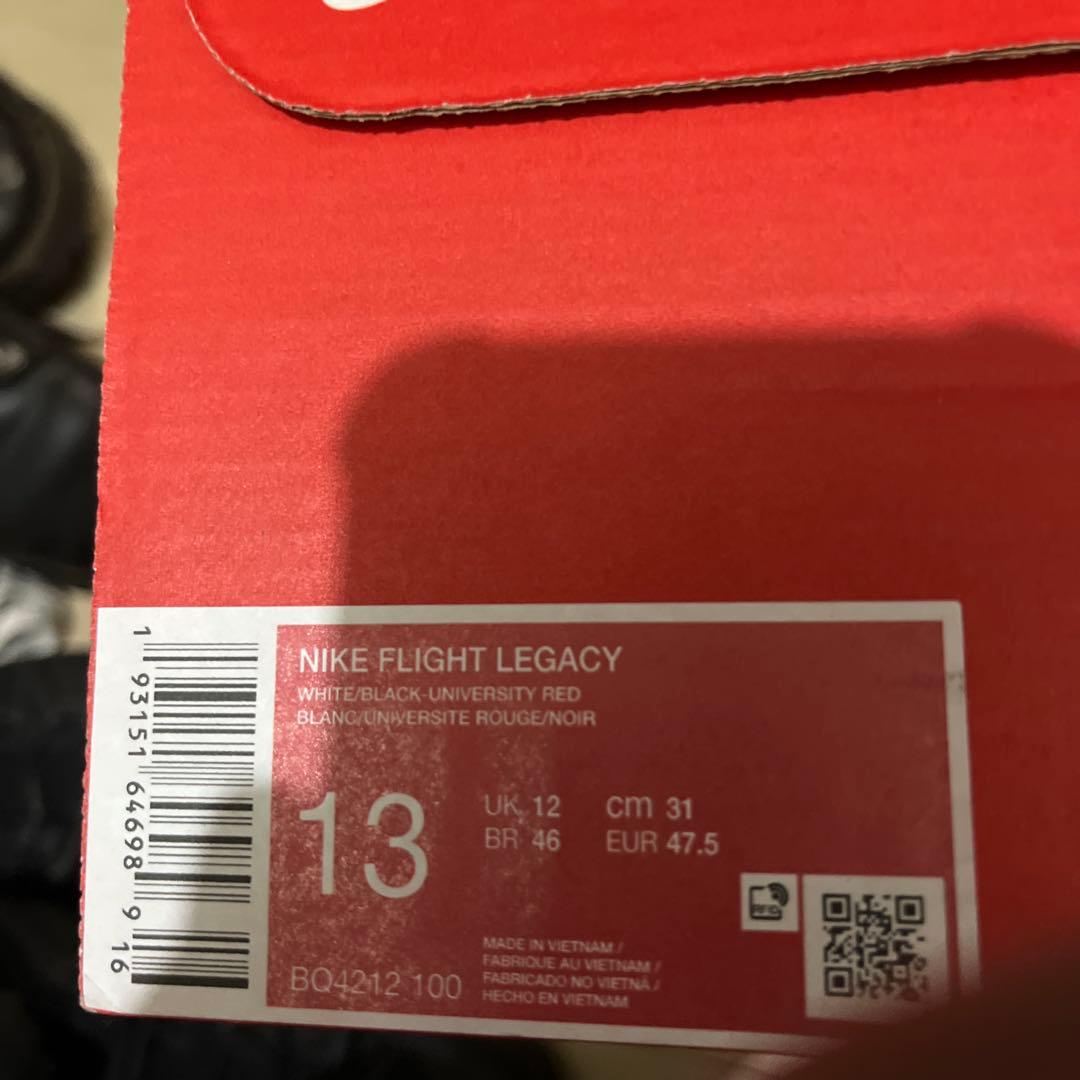 NIKE FLIGHT LEGACY
WHITE/BLACK-UNIVERSITY RED
BLANC/UNIVERSITE ROUGE/NOIR
13
UK 12 cm 31
BR 46 EUR 47.5
RFID
MADE IN VIETNAM /
FABRIQUE AU VIETNAM /
FABRICADO NO VIETNÃ /
HECHO EN VIETNAM
BQ4212 100
1 93151 64698 9 16